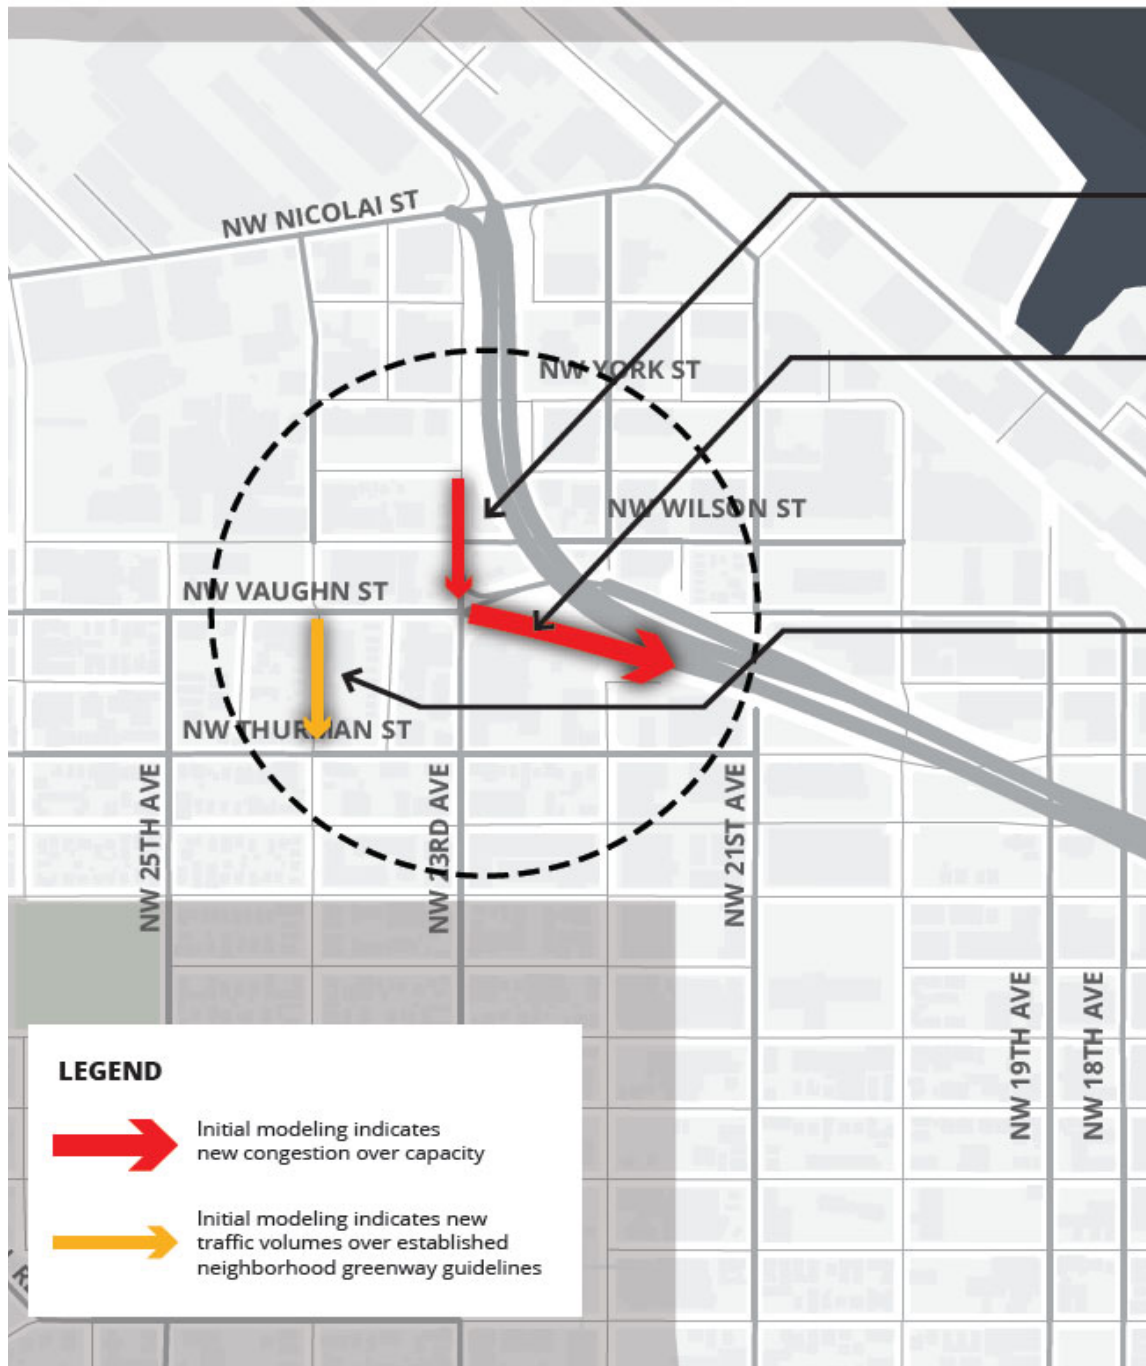 NW NICOLAI ST
NW YORK ST
NW WILSON ST
NW VAUGHN ST
NW THURMAN ST
NW 25TH AVE
NW 23RD AVE
NW 21ST AVE
NW 19TH AVE
NW 18TH AVE
LEGEND
Initial modeling indicates
new congestion over capacity
Initial modeling indicates new
traffic volumes over established
neighborhood greenway guidelines